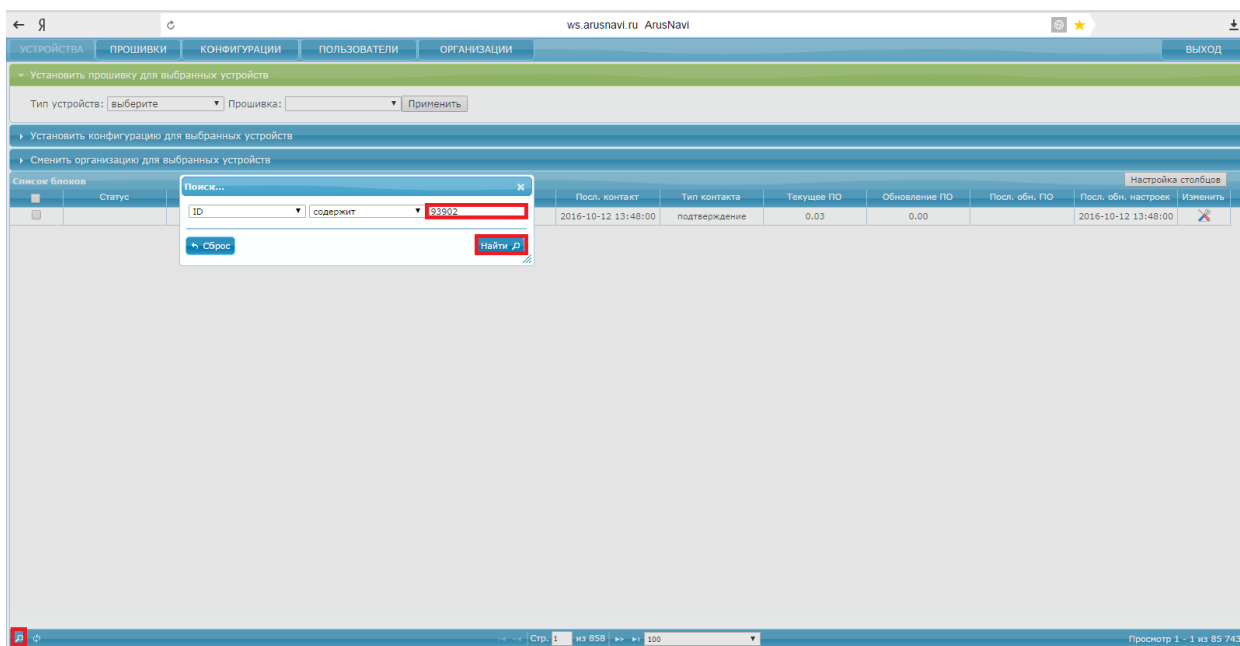 Я ws.arusnavi.ru ArusNavi
УСТРОЙСТВА ПРОШИВКИ КОНФИГУРАЦИИ ПОЛЬЗОВАТЕЛИ ОРГАНИЗАЦИИ ВЫХОД
Установить прошивку для выбранных устройств
Тип устройств: выберите Прошивка: Применить
Установить конфигурацию для выбранных устройств
Сменить организацию для выбранных устройств
Список блоков Настройка столбцов
Статус Посл. контакт Тип контакта Текущее ПО Обновление ПО Посл. обн. ПО Посл. обн. настроек Изменить
2016-10-12 13:48:00 подтверждение 0.03 0.00 2016-10-12 13:48:00
Поиск...
ID содержит 93902
Сброс Найти
Стр. 1 из 858 100 Просмотр 1 - 1 из 85 743